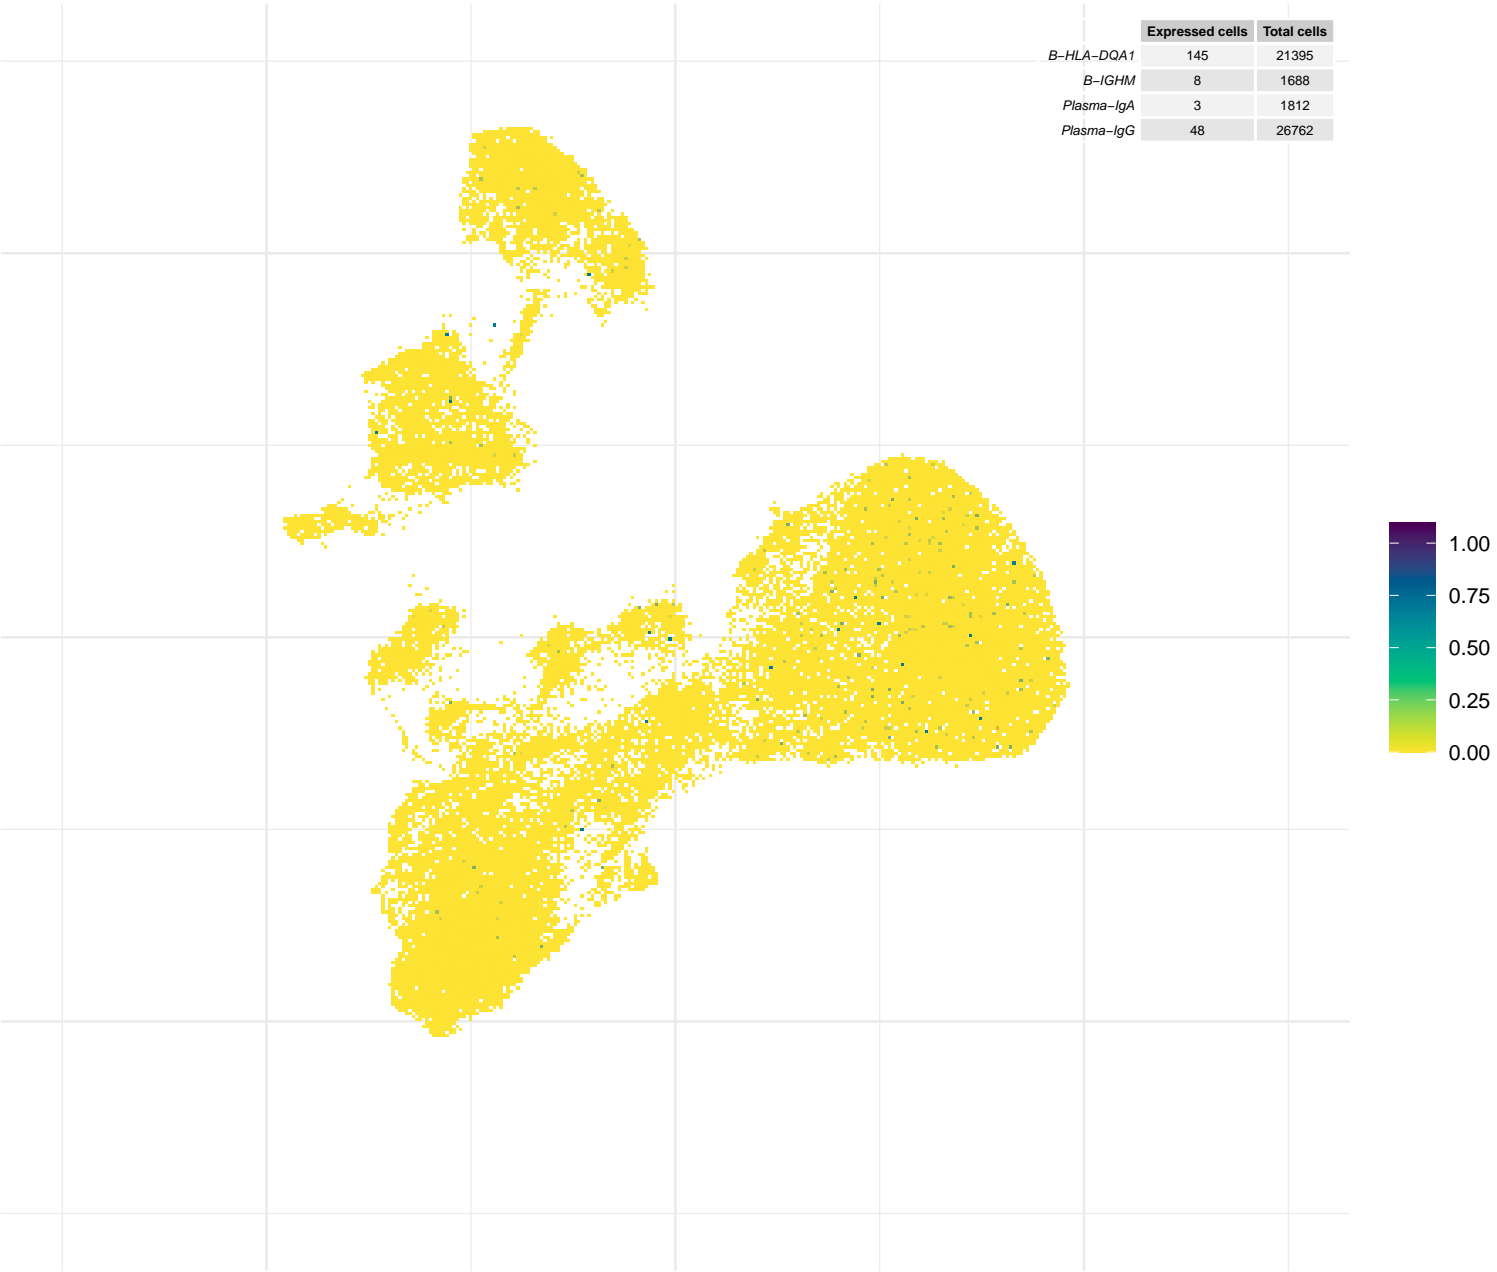 Expressed cells Total cells
B−HLA−DQA1 145 21395
B−IGHM 8 1688
Plasma−IgA 3 1812
Plasma−IgG 48 26762
1.00
0.75
0.50
0.25
0.00